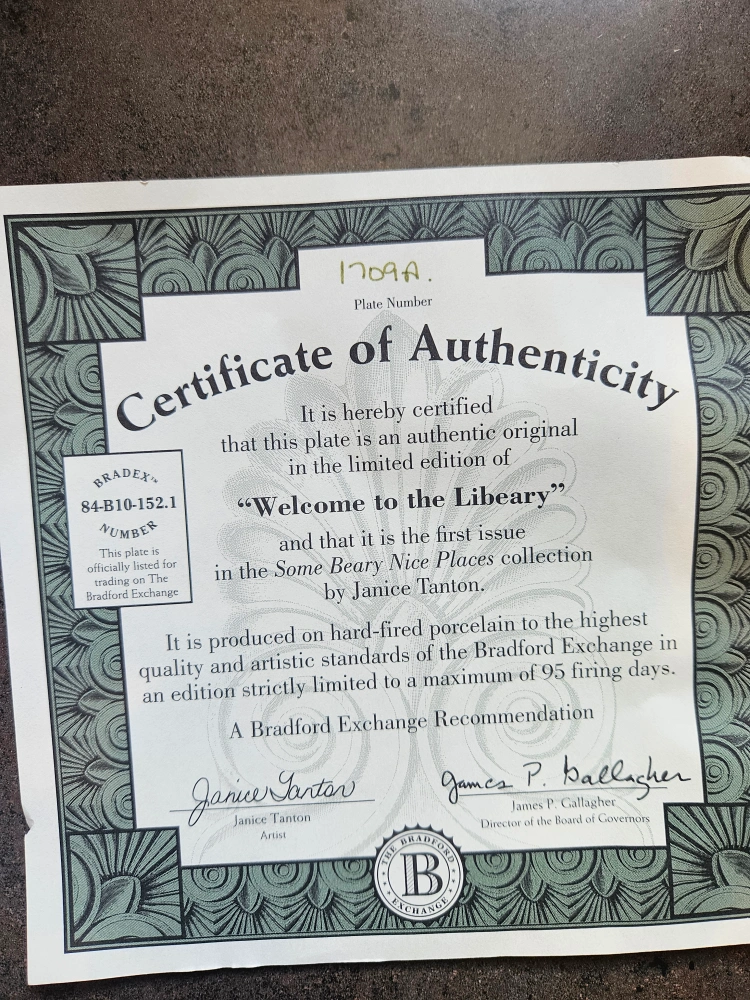 1709A.
Plate Number
Certificate of Authenticity
It is hereby certified
that this plate is an authentic original
in the limited edition of
“Welcome to the Libeary”
and that it is the first issue
in the Some Beary Nice Places collection
by Janice Tanton.
BRADEX™
84-B10-152.1
NUMBER
This plate is
officially listed for
trading on The
Bradford Exchange
It is produced on hard-fired porcelain to the highest
quality and artistic standards of the Bradford Exchange in
an edition strictly limited to a maximum of 95 firing days.
A Bradford Exchange Recommendation
Janice Tanton
Janice Tanton
Artist
James P. Gallagher
James P. Gallagher
Director of the Board of Governors
THE BRADFORD
B
EXCHANGE